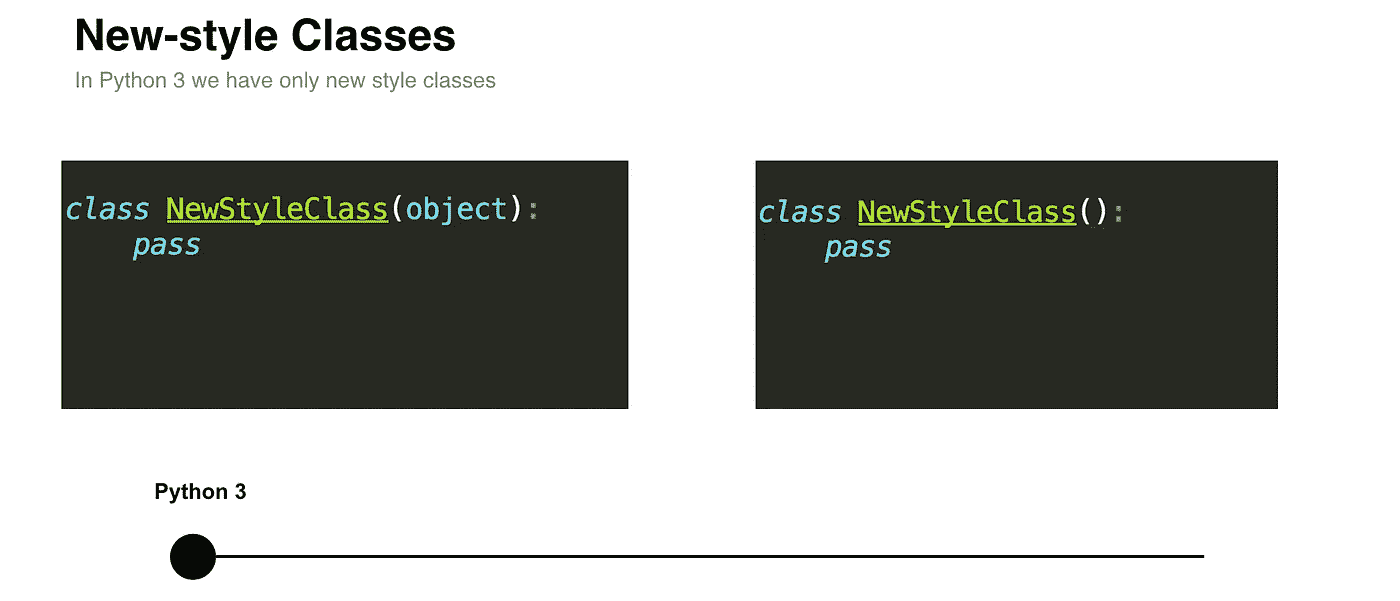 New-style Classes
In Python 3 we have only new style classes
class NewStyleClass(object):
    pass
class NewStyleClass():
    pass
Python 3